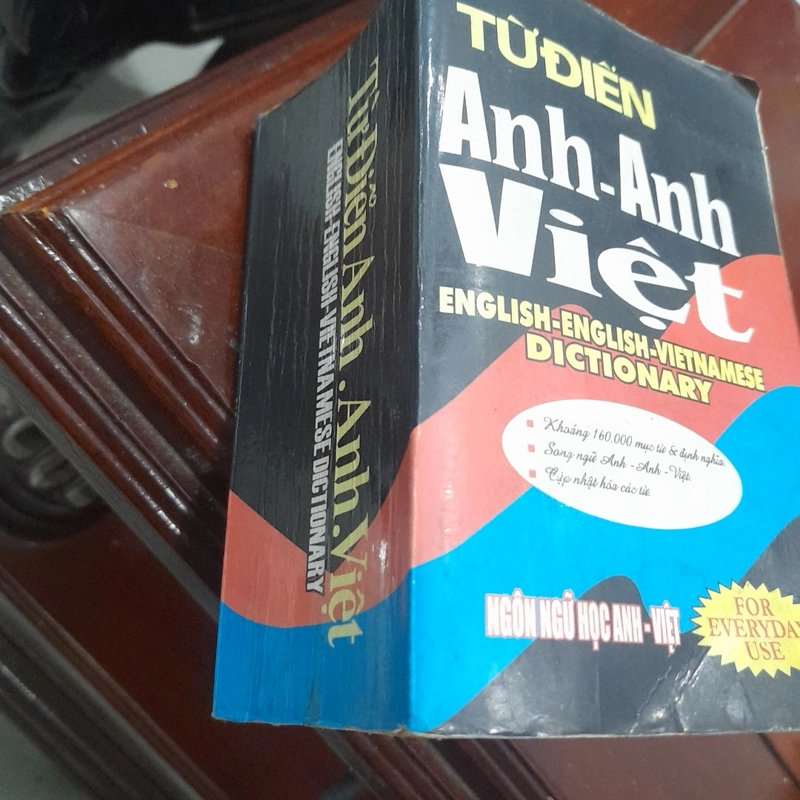 TỪ ĐIỂN
Anh-Anh
Việt
ENGLISH-ENGLISH-VIETNAMESE
DICTIONARY
Khoảng 160.000 mục từ & định nghĩa.
Song ngữ Anh - Anh - Việt.
Cập nhật hóa các từ.
NGÔN NGỮ HỌC ANH - VIỆT
FOR
EVERYDAY
USE
Từ Điển Anh.Anh.Việt
ENGLISH-ENGLISH-VIETNAMESE DICTIONARY